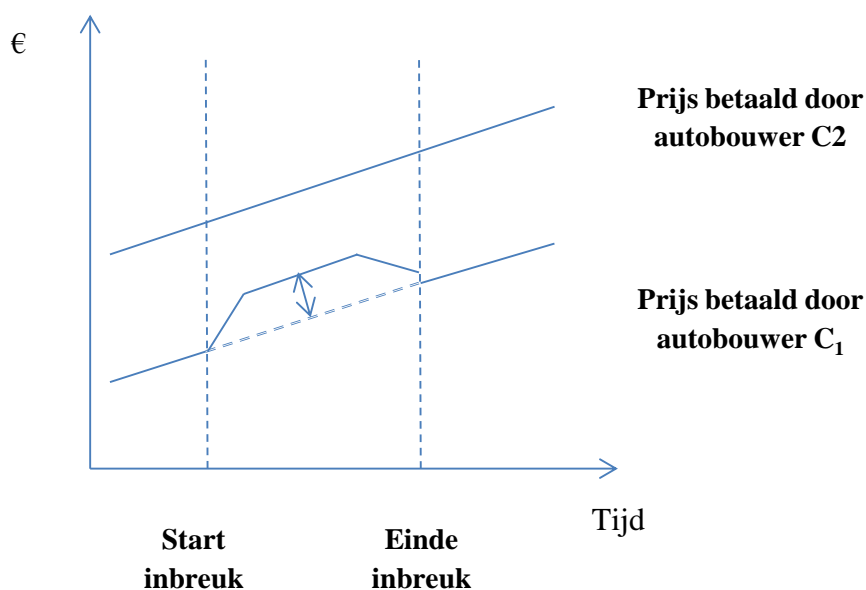 €
Prijs betaald door
autobouwer C2
Prijs betaald door
autobouwer C₁
Tijd
Start
inbreuk
Einde
inbreuk